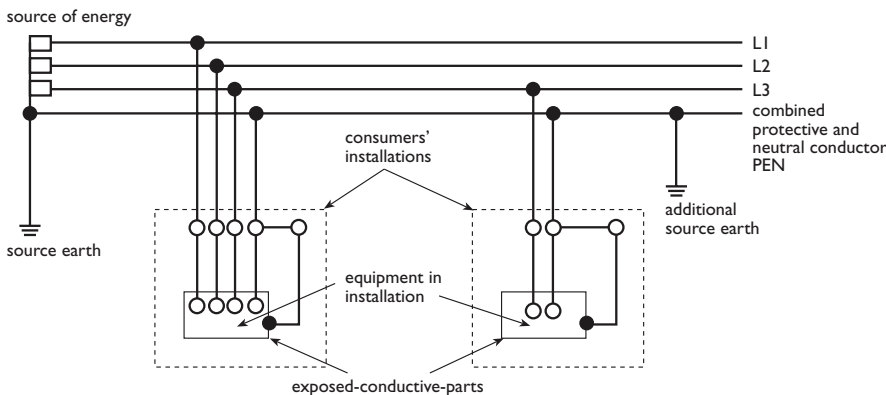 source of energy
L1
L2
L3
combined
protective and
neutral conductor
PEN
consumers’
installations
source earth
additional
source earth
equipment in
installation
exposed-conductive-parts